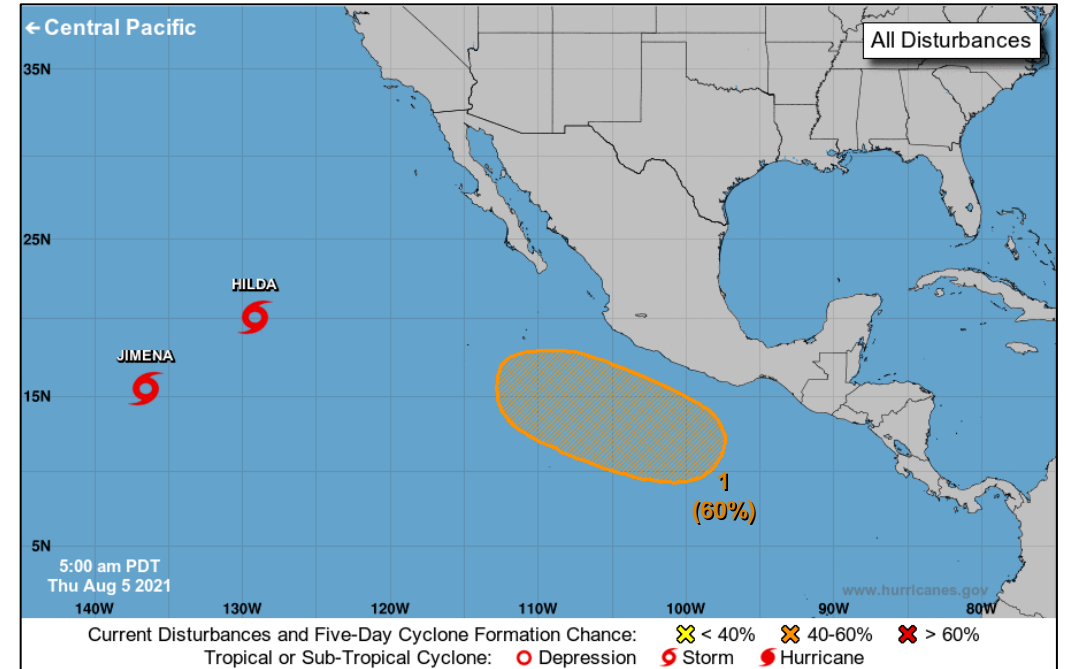 ← Central Pacific
All Disturbances
35N
25N
HILDA
JIMENA
15N
1
(60%)
5N
5:00 am PDT
Thu Aug 5 2021
www.hurricanes.gov
140W 130W 120W 110W 100W 90W 80W
Current Disturbances and Five-Day Cyclone Formation Chance: < 40% 40-60% > 60%
Tropical or Sub-Tropical Cyclone: Depression Storm Hurricane